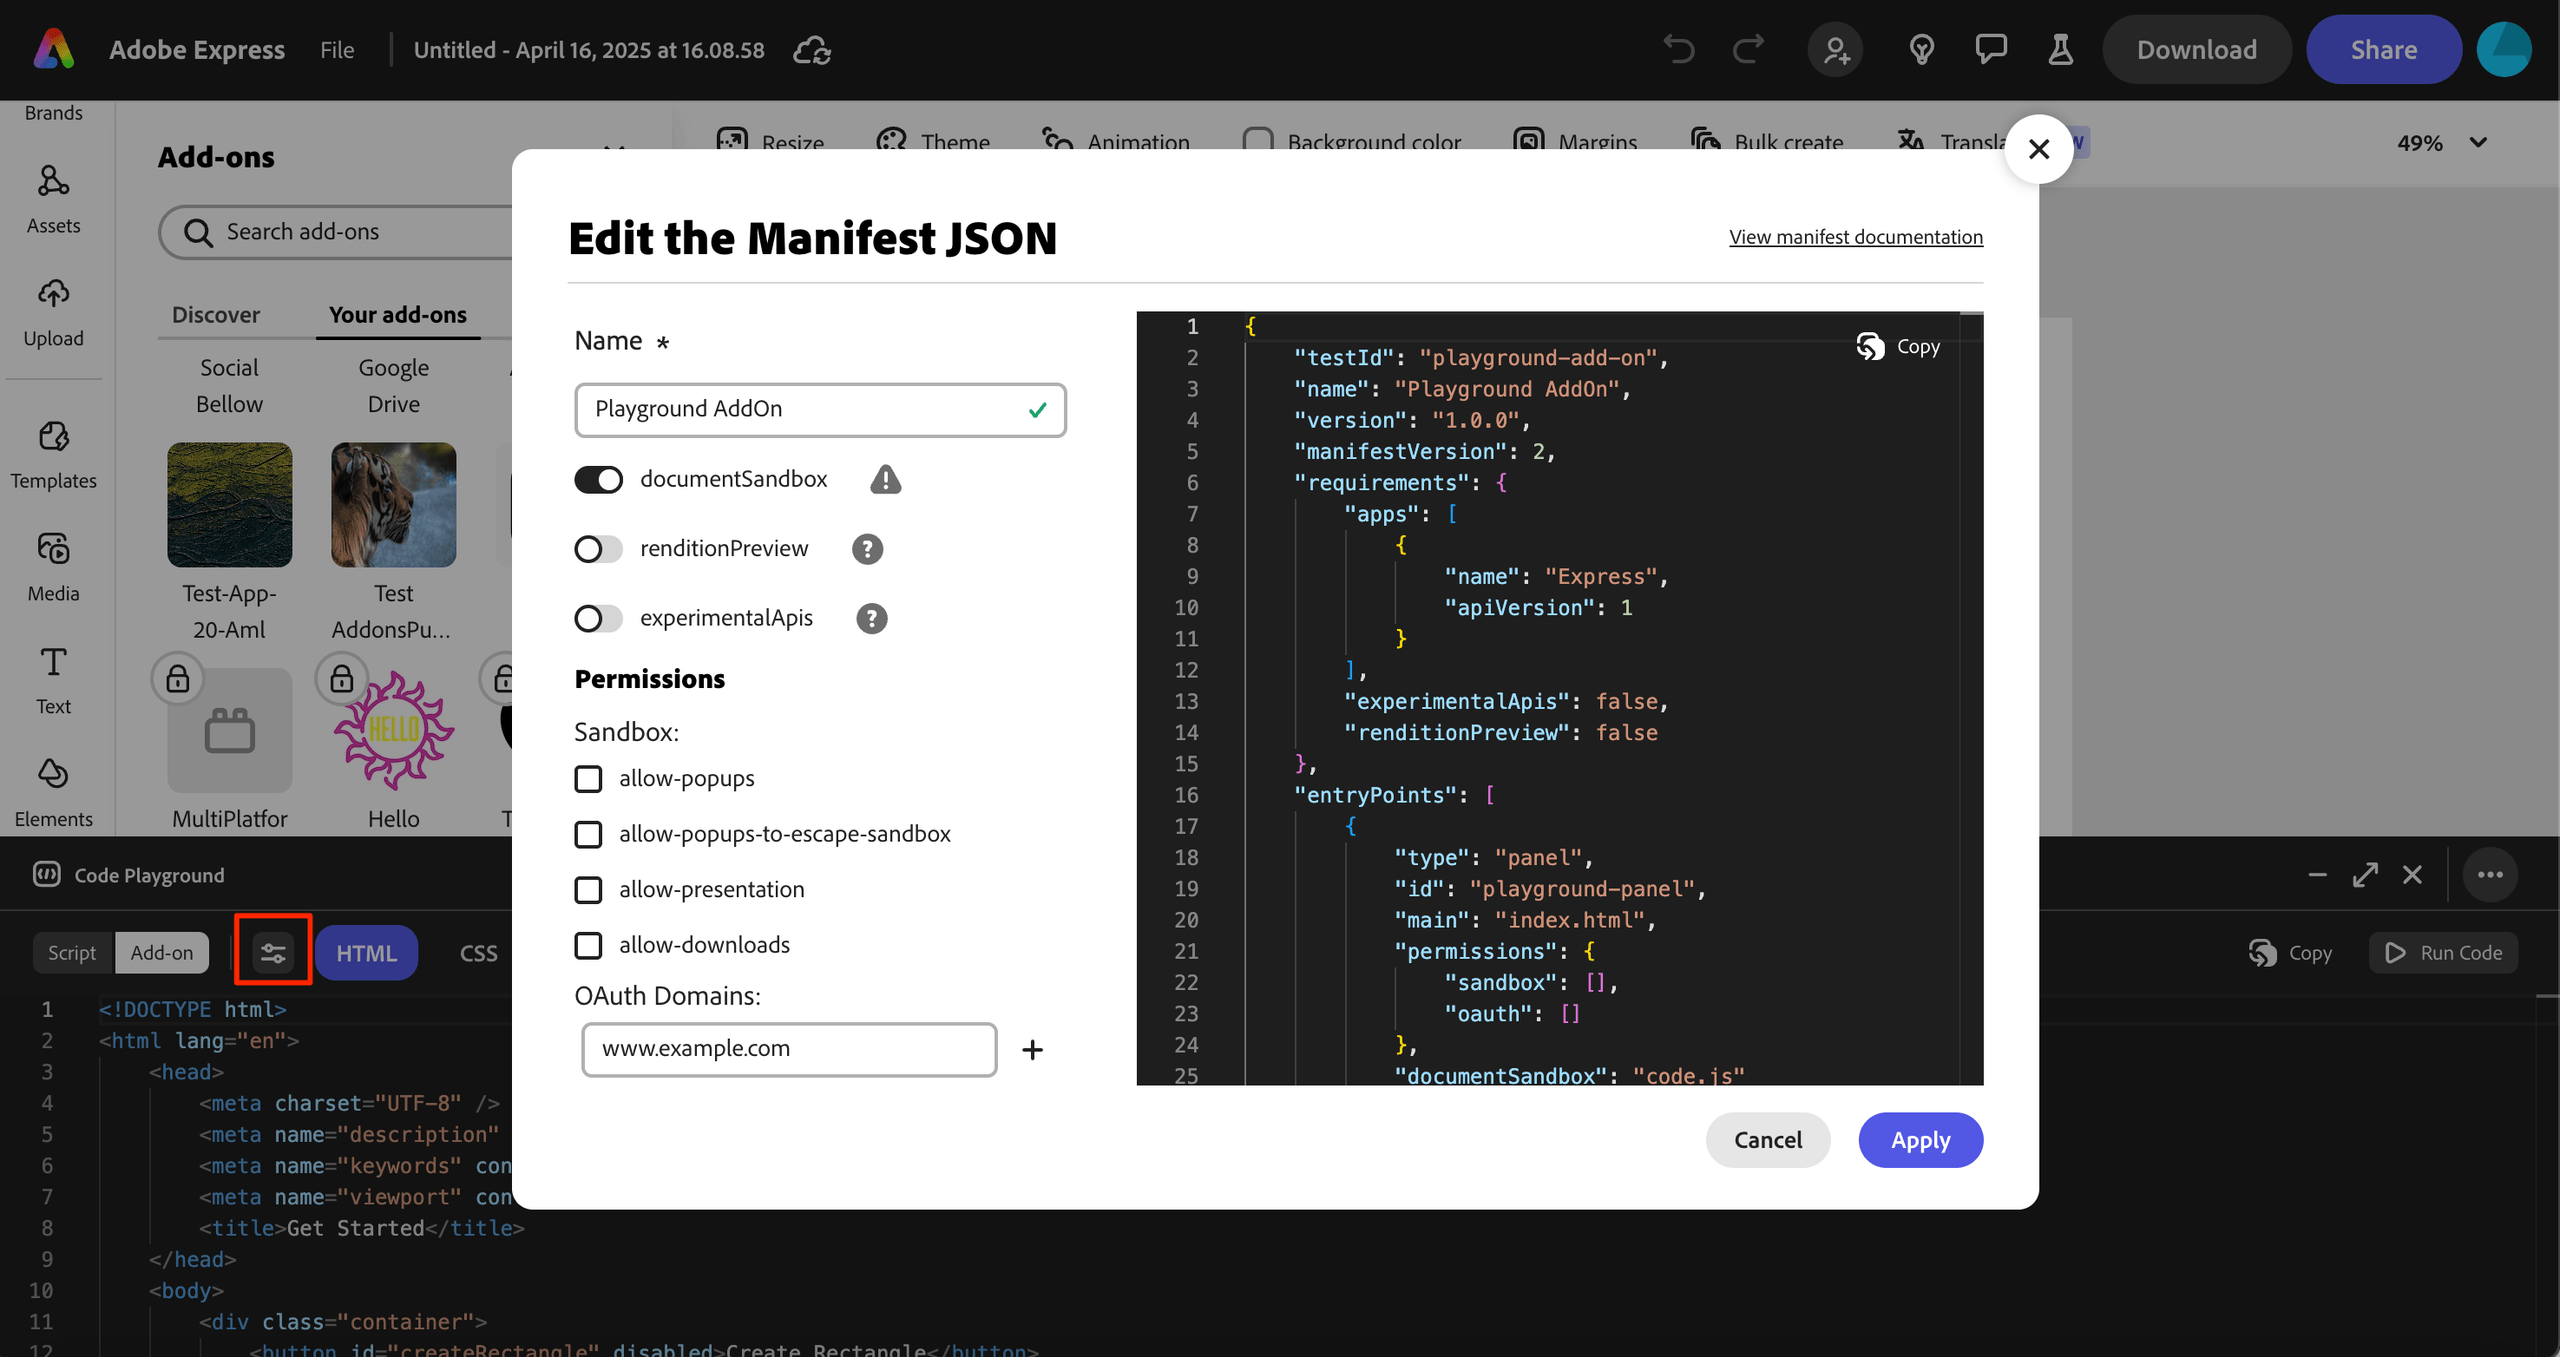 Adobe Express File Untitled - April 16, 2025 at 16.08.58 Download Share
Brands
Assets
Upload
Templates
Media
Text
Elements
Add-ons
Search add-ons
Discover Your add-ons
Social Bellow
Google Drive
Test-App-20-Aml
Test AddonsPu...
MultiPlatfor
Hello
HELLO
Resize Theme Animation Background color Margins Bulk create 49%
Edit the Manifest JSON
View manifest documentation
Name *
Playground AddOn
documentSandbox
renditionPreview
experimentalApis
Permissions
Sandbox:
allow-popups
allow-popups-to-escape-sandbox
allow-presentation
allow-downloads
OAuth Domains:
www.example.com
Copy
1 {
2 "testId": "playground-add-on",
3 "name": "Playground AddOn",
4 "version": "1.0.0",
5 "manifestVersion": 2,
6 "requirements": {
7 "apps": [
8 {
9 "name": "Express",
10 "apiVersion": 1
11 }
12 ],
13 "experimentalApis": false,
14 "renditionPreview": false
15 },
16 "entryPoints": [
17 {
18 "type": "panel",
19 "id": "playground-panel",
20 "main": "index.html",
21 "permissions": {
22 "sandbox": [],
23 "oauth": []
24 },
25 "documentSandbox": "code.js"
Cancel Apply
Code Playground
Script Add-on HTML CSS Copy Run Code
1 <!DOCTYPE html>
2 <html lang="en">
3 <head>
4 <meta charset="UTF-8" />
5 <meta name="description"
6 <meta name="keywords" con
7 <meta name="viewport" con
8 <title>Get Started</title>
9 </head>
10 <body>
11 <div class="container">
12 <button id="createRectangle" disabled>Create Rectangle</button>